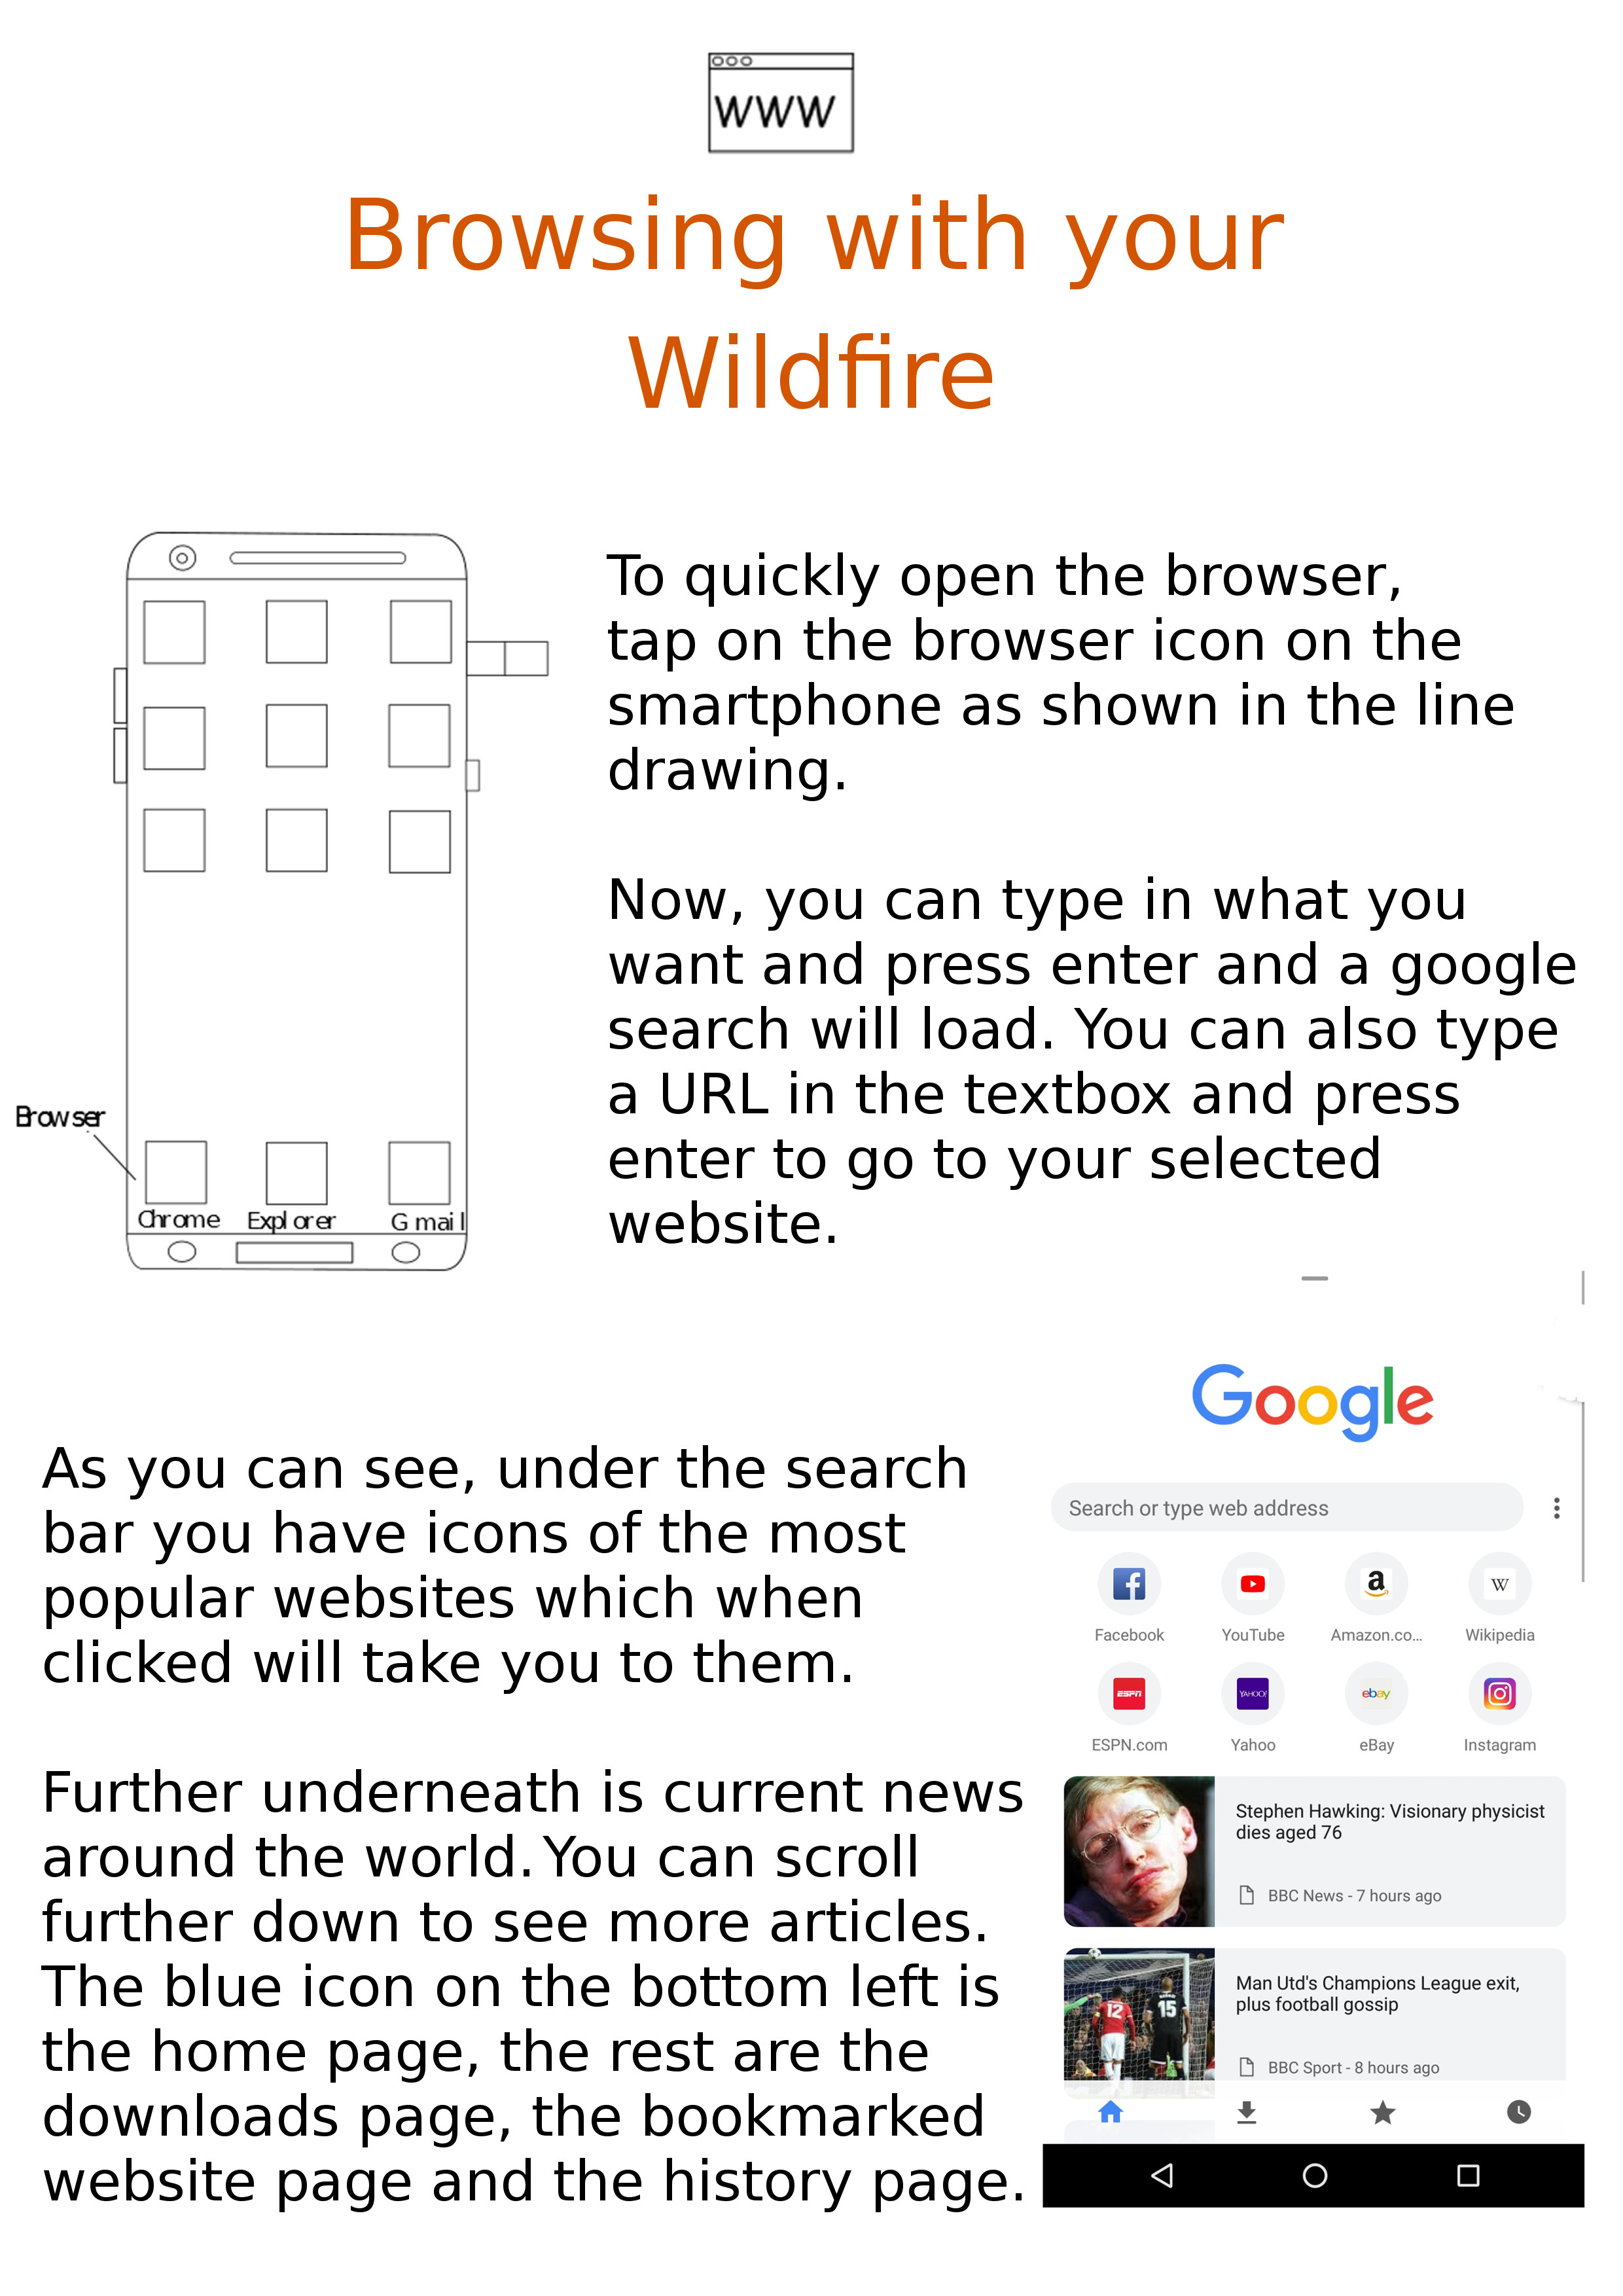 WWW
Browsing with your
Wildfire
To quickly open the browser,
tap on the browser icon on the
smartphone as shown in the line
drawing.
Now, you can type in what you
want and press enter and a google
search will load. You can also type
a URL in the textbox and press
enter to go to your selected
website.
Browser
Chrome Explorer Gmail
As you can see, under the search
bar you have icons of the most
popular websites which when
clicked will take you to them.
Further underneath is current news
around the world. You can scroll
further down to see more articles.
The blue icon on the bottom left is
the home page, the rest are the
downloads page, the bookmarked
website page and the history page.
Google
Search or type web address
f a W
Facebook YouTube Amazon.co... Wikipedia
ESPN YAHOO! ebay
ESPN.com Yahoo eBay Instagram
Stephen Hawking: Visionary physicist
dies aged 76
BBC News - 7 hours ago
12 15
Man Utd's Champions League exit,
plus football gossip
BBC Sport - 8 hours ago